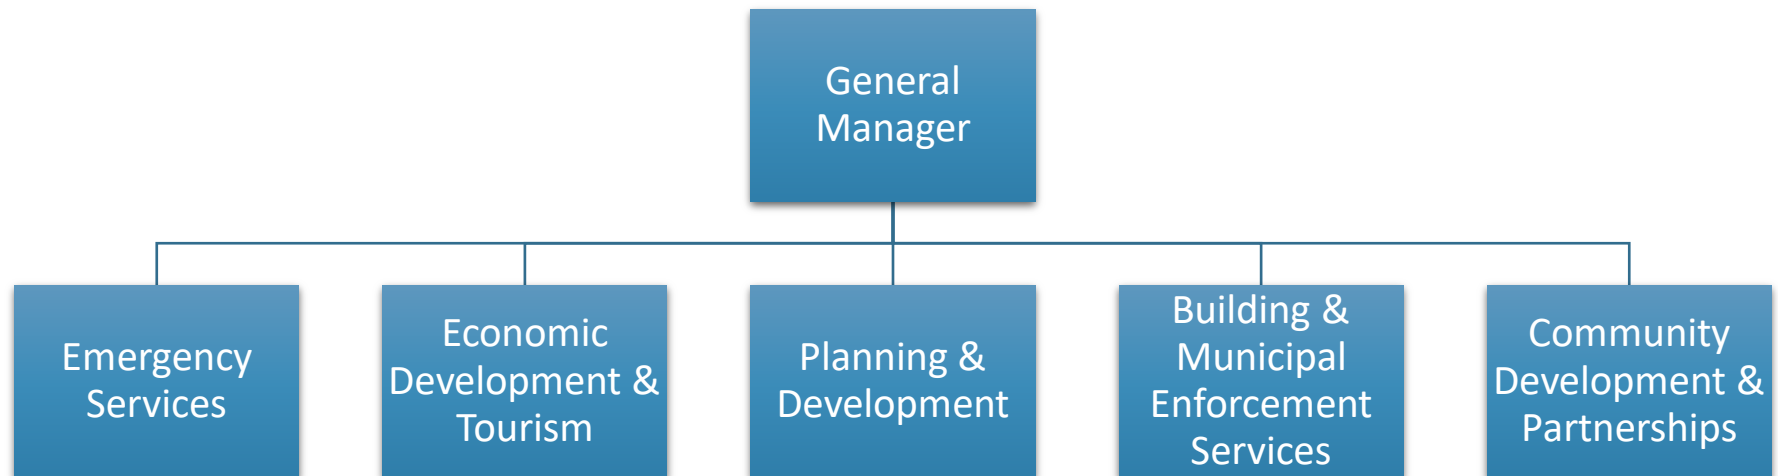 General
Manager
Emergency
Services
Economic
Development &
Tourism
Planning &
Development
Building &
Municipal
Enforcement
Services
Community
Development &
Partnerships